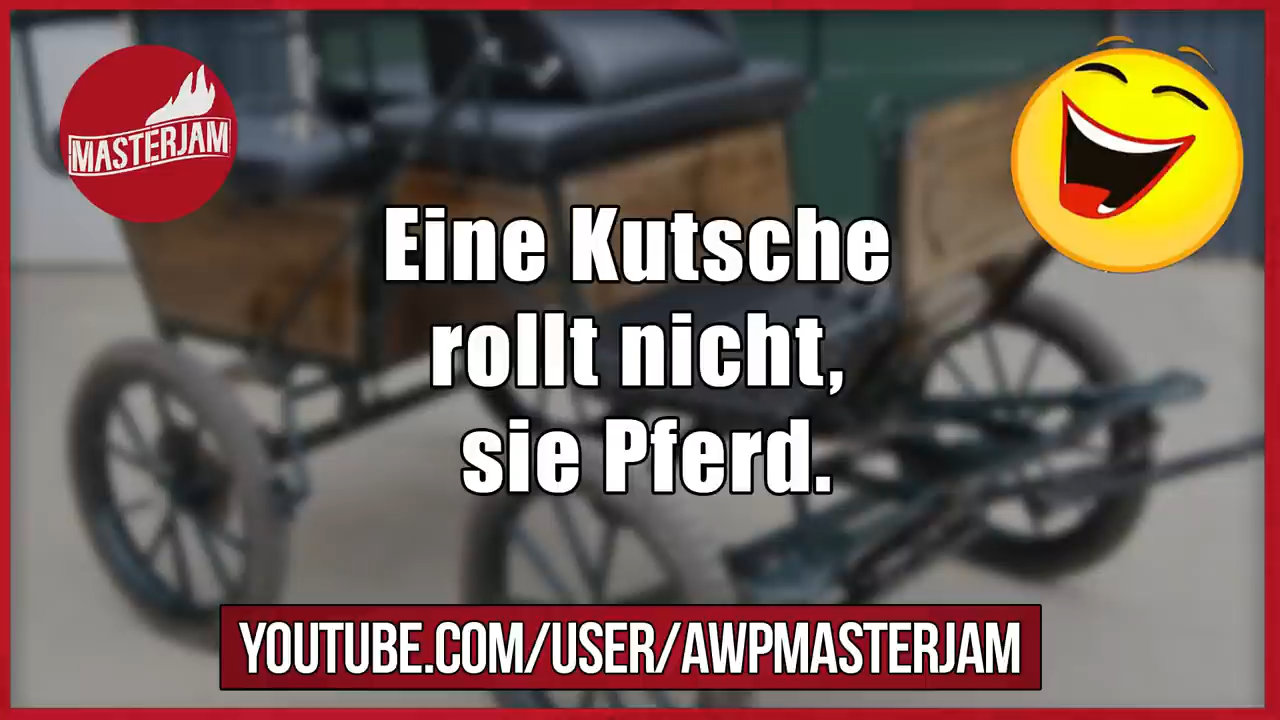 MASTERJAM
Eine Kutsche
rollt nicht,
sie Pferd.
YOUTUBE.COM/USER/AWPMASTERJAM